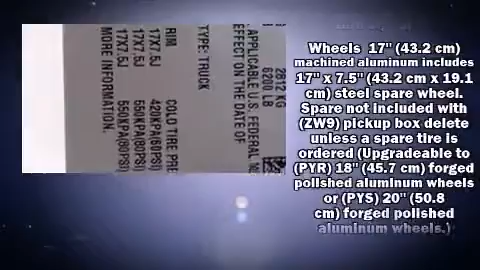 2812 KG
6200 LB
APPLICABLE U.S. FEDERAL
EFFECT ON THE DATE OF
TYPE: TRUCK
RIM COLD TIRE PRE
17X7.5J 420KPA(60PSI)
17X7.5J 550KPA(80PSI)
17X7.5J 550KPA(80PSI)
MORE INFORMATION.
Wheels 17" (43.2 cm)
machined aluminum includes
17" x 7.5" (43.2 cm x 19.1
cm) steel spare wheel.
Spare not included with
(ZW9) pickup box delete
unless a spare tire is
ordered (Upgradeable to
(PYR) 18" (45.7 cm) forged
polished aluminum wheels
or (PYS) 20" (50.8
cm) forged polished
aluminum wheels.)